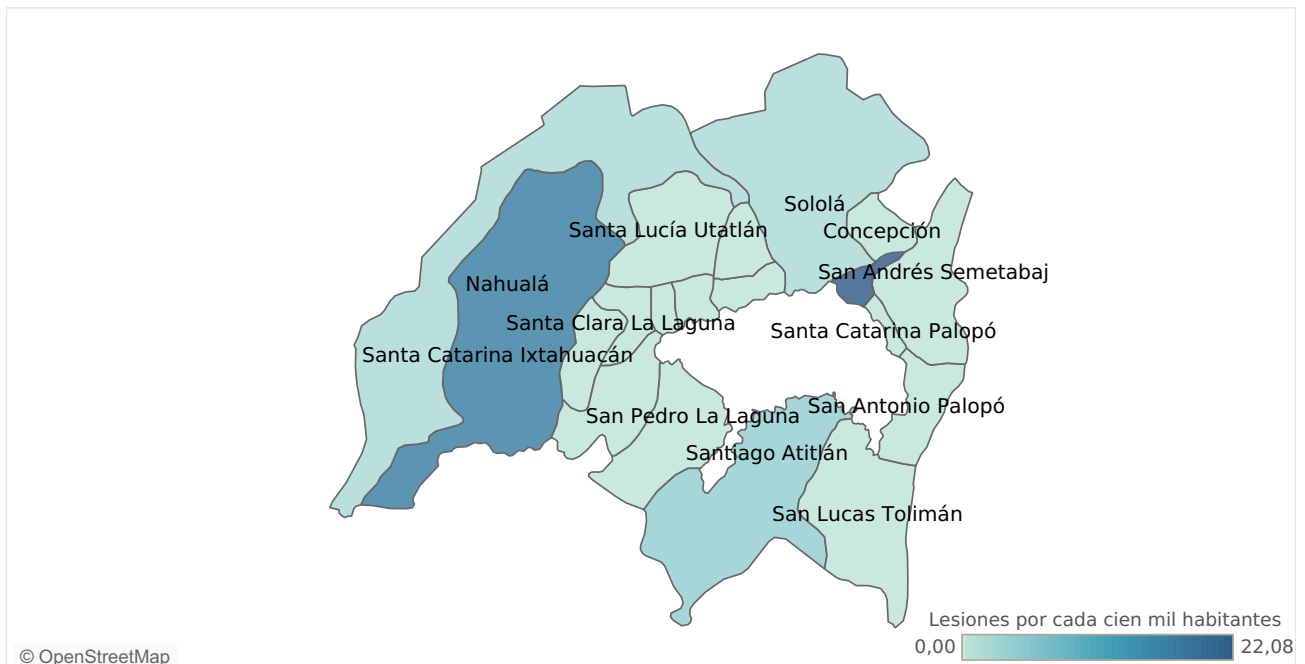 Sololá
Santa Lucía Utatlán
Concepción
San Andrés Semetabaj
Nahualá
Santa Clara La Laguna
Santa Catarina Palopó
Santa Catarina Ixtahuacán
San Antonio Palopó
San Pedro La Laguna
Santiago Atitlán
San Lucas Tolimán
Lesiones por cada cien mil habitantes
0,00
22,08
© OpenStreetMap